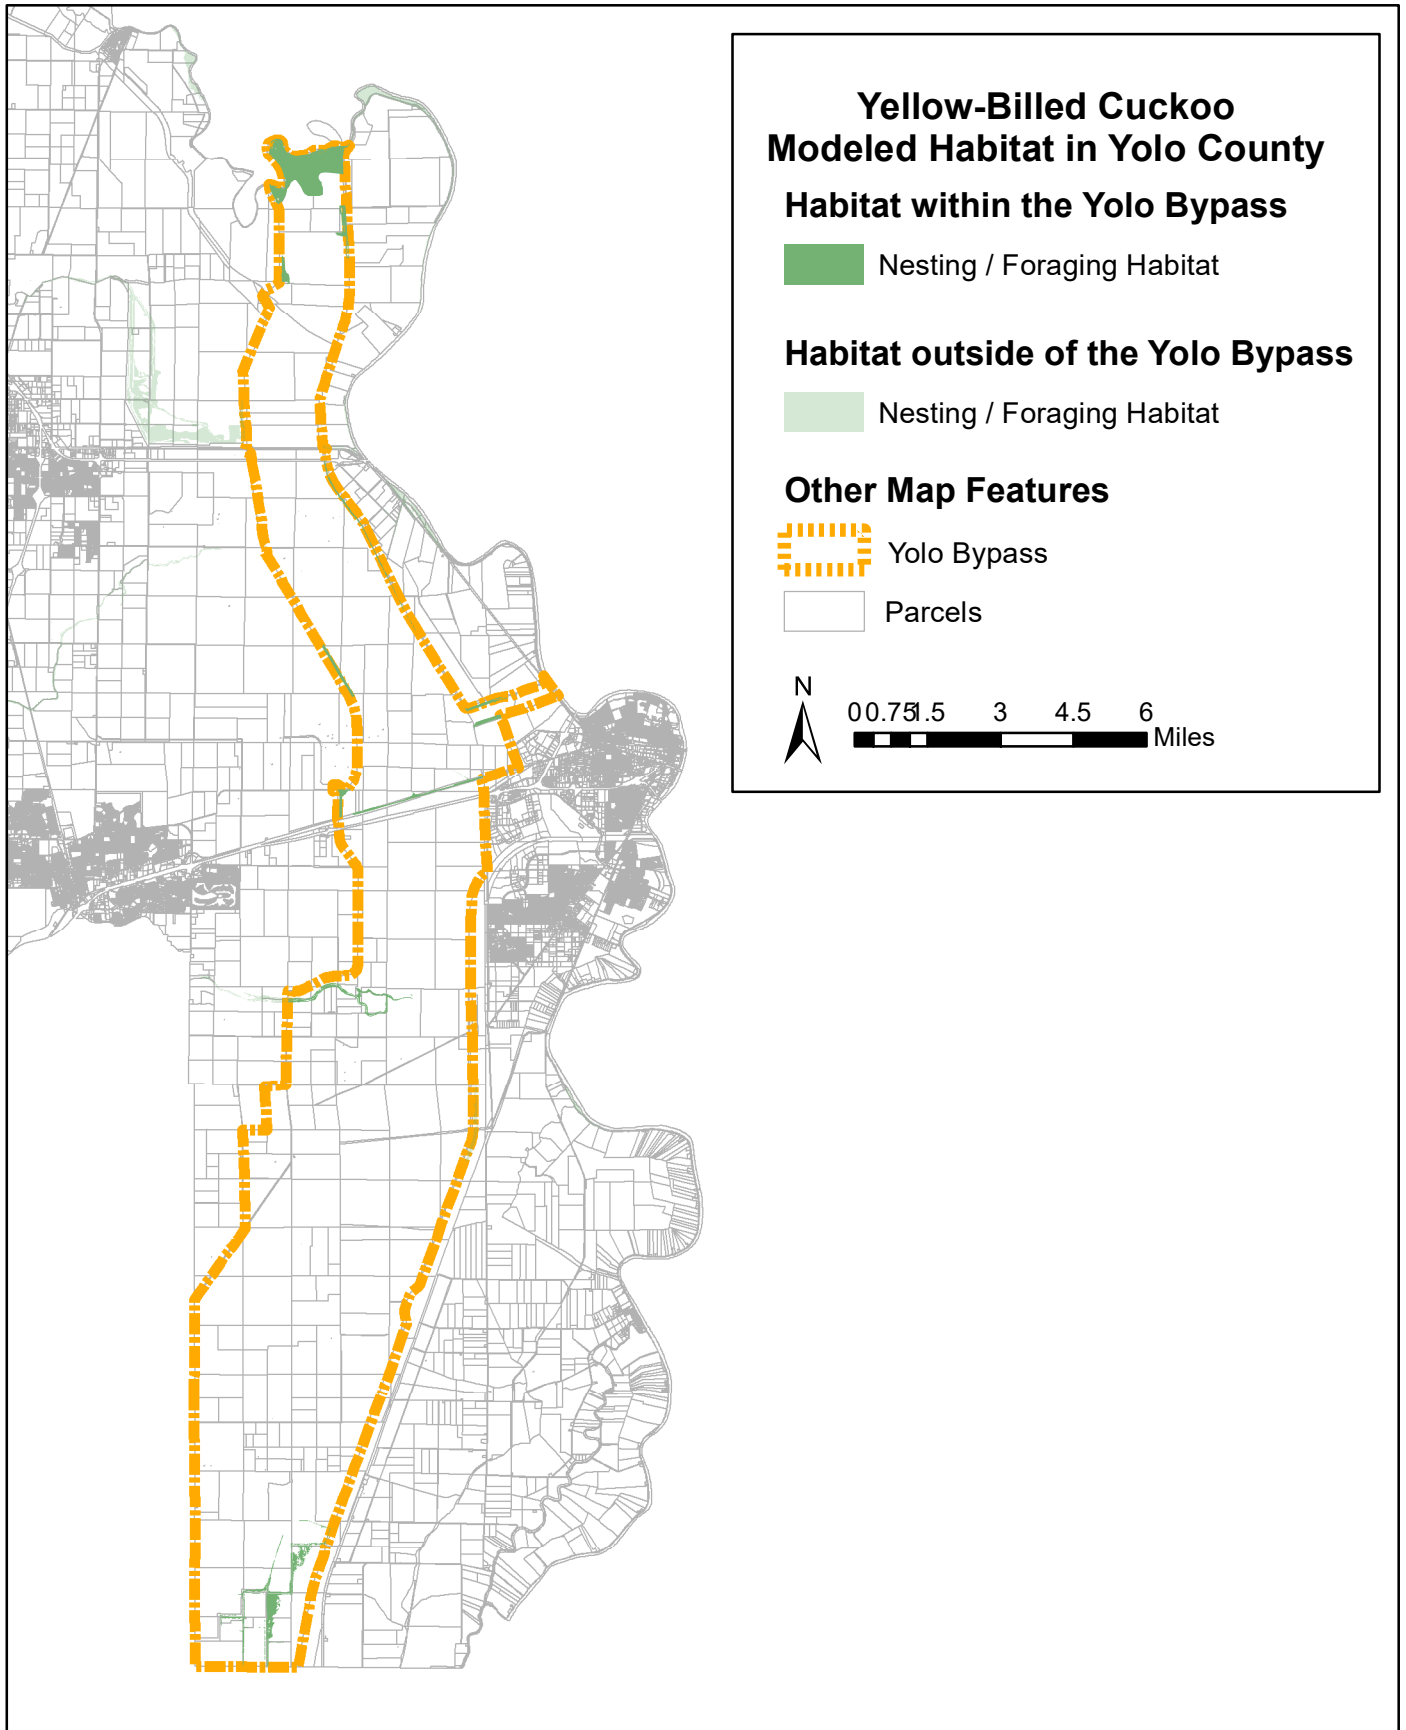 Yellow-Billed Cuckoo
Modeled Habitat in Yolo County
Habitat within the Yolo Bypass
Nesting / Foraging Habitat
Habitat outside of the Yolo Bypass
Nesting / Foraging Habitat
Other Map Features
Yolo Bypass
Parcels
N
0 0.75 1.5 3 4.5 6
Miles